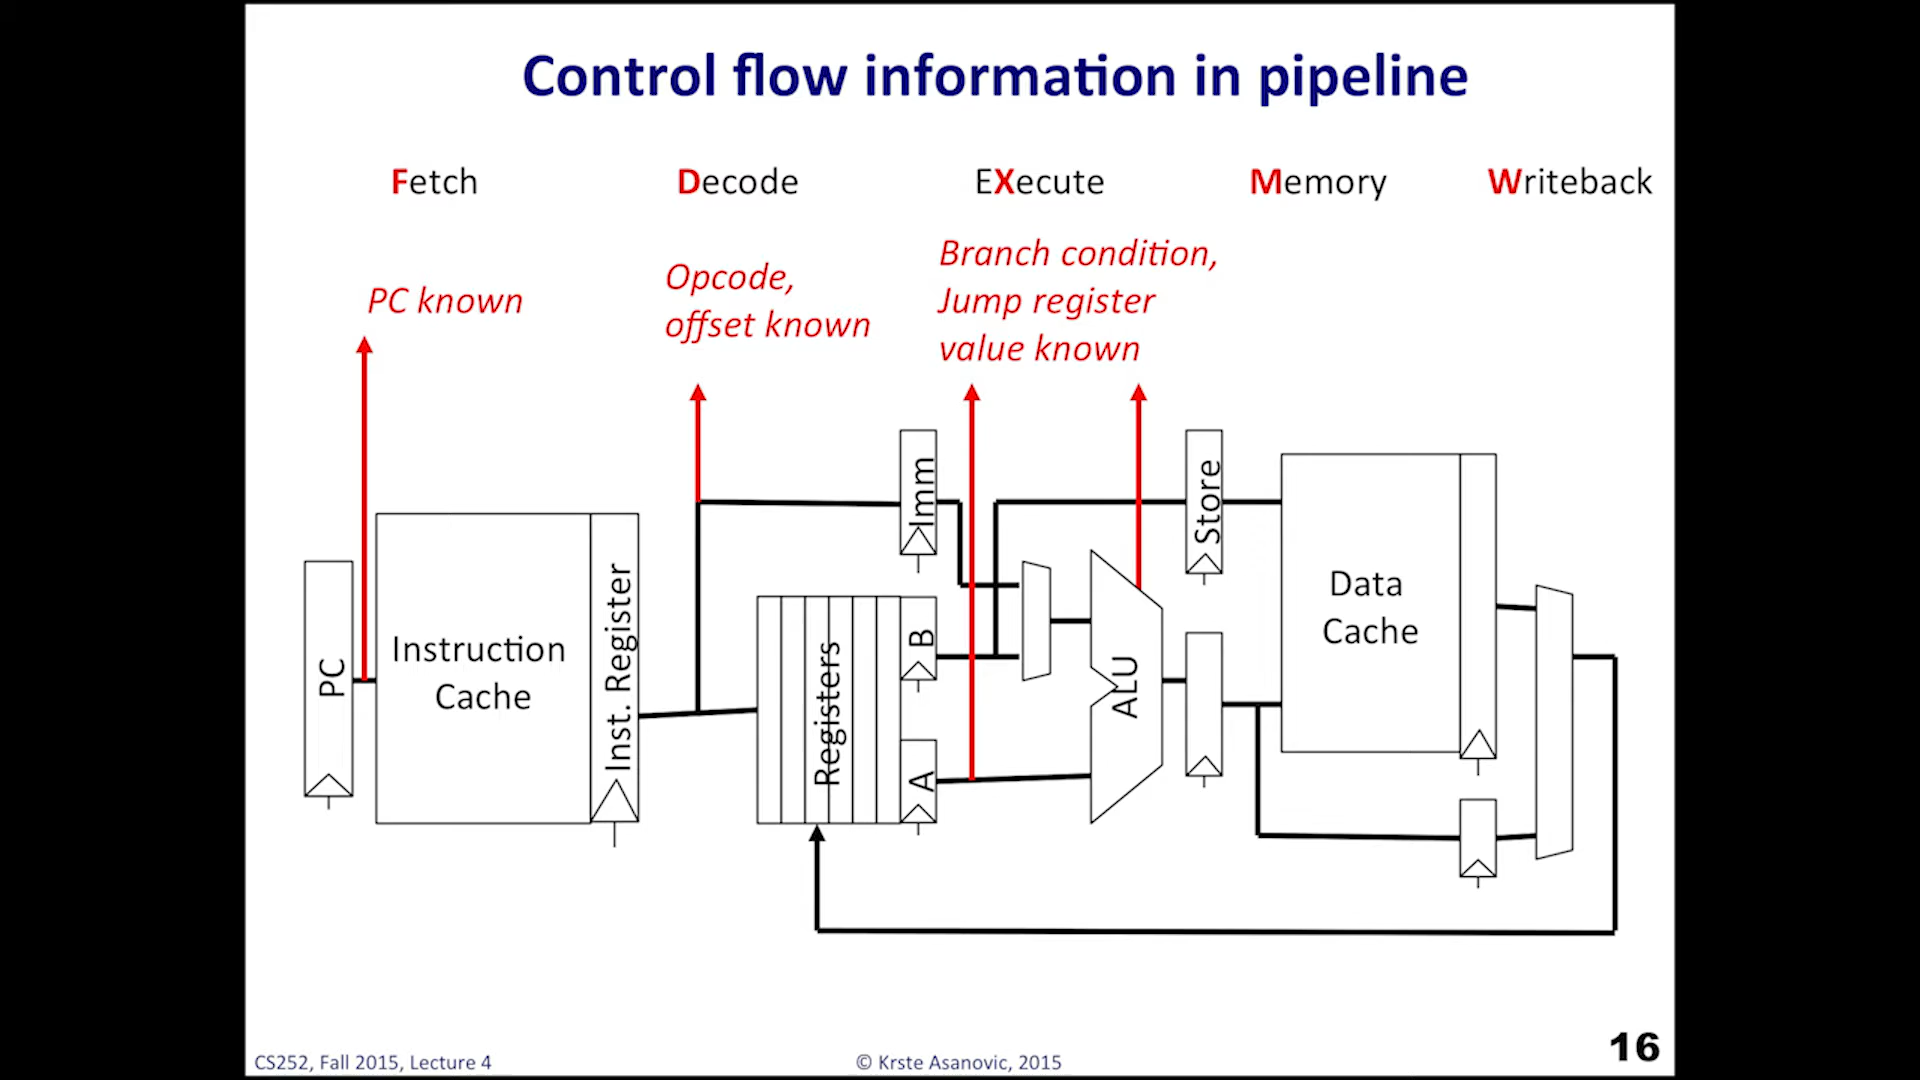 Control flow information in pipeline
Fetch
Decode
EXecute
Memory
Writeback
PC known
Opcode,
offset known
Branch condition,
Jump register
value known
PC
Instruction
Cache
Inst. Register
Registers
Imm
B
A
ALU
Store
Data
Cache
CS252, Fall 2015, Lecture 4
© Krste Asanovic, 2015
16